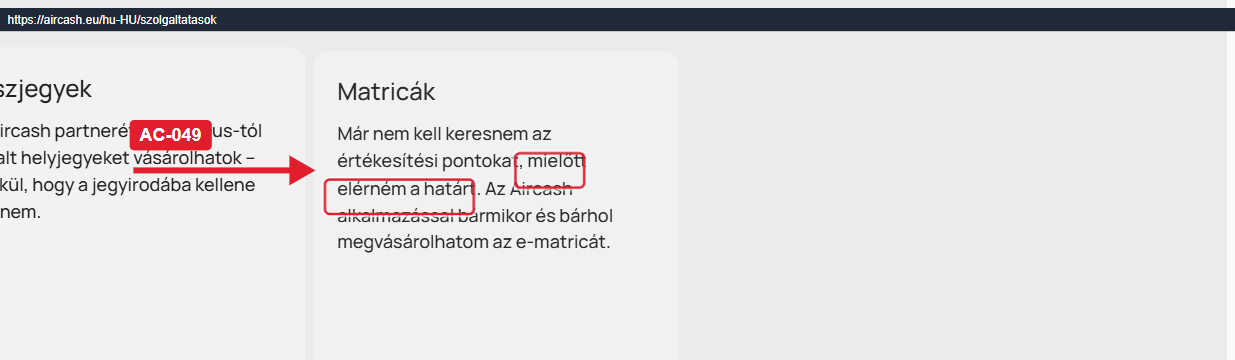 https://aircash.eu/hu-HU/szolgaltatasok
szjegyek
ircash partneré us-tól
alt helyjegyeket vásárolhatok –
kül, hogy a jegyirodába kellene
nem.
AC-049
Matricák
Már nem kell keresnem az
értékesítési pontokat, mielőtt
elérném a határt. Az Aircash
alkalmazással bármikor és bárhol
megvásárolhatom az e-matricát.